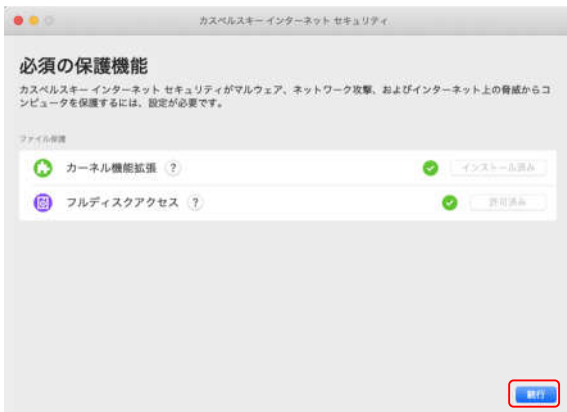 カスペルスキー インターネット セキュリティ
必須の保護機能
カスペルスキー インターネット セキュリティがマルウェア、ネットワーク攻撃、およびインターネット上の脅威からコ
ンピュータを保護するには、設定が必要です。
ファイル保護
カーネル機能拡張 ?
インストール済み
フルディスクアクセス ?
許可済み
続行